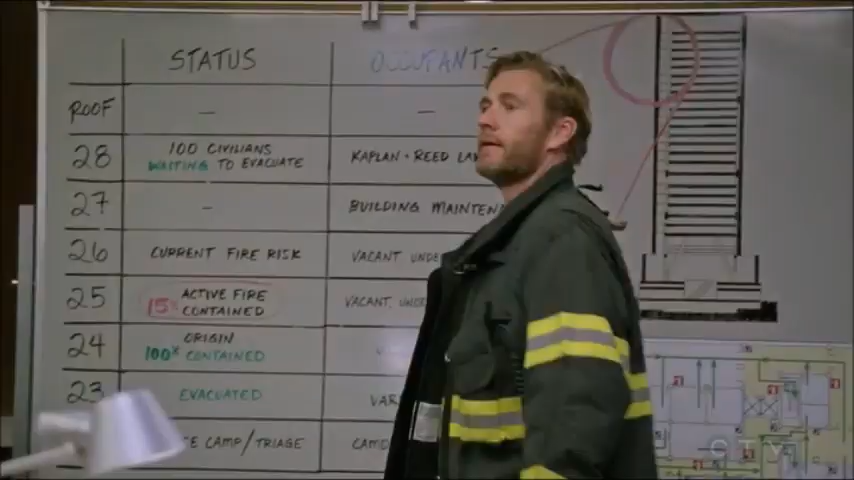 STATUS OCCUPANTS
ROOF - -
28 100 CIVILIANS
WAITING TO EVACUATE KAPLAN • REED
27 - BUILDING
26 CURRENT FIRE RISK VACANT
25 15% ACTIVE FIRE
CONTAINED VACANT,
24 ORIGIN
100% CONTAINED
23 EVACUATED
CAMP/TRIAGE
CTV